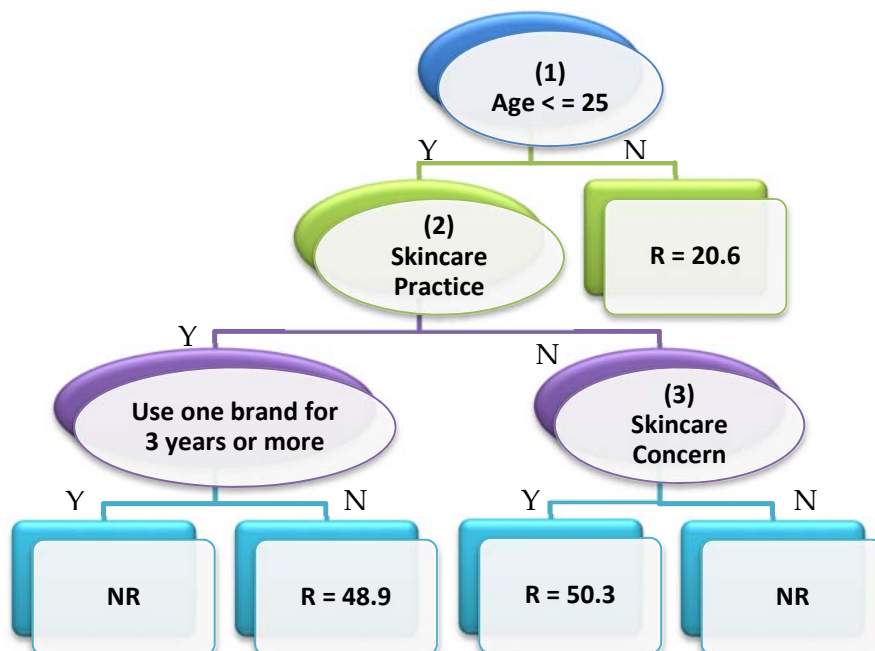 (1)
Age < = 25
Y
N
(2)
Skincare
Practice
R = 20.6
Y
N
Use one brand for
3 years or more
(3)
Skincare
Concern
Y
N
Y
N
NR
R = 48.9
R = 50.3
NR